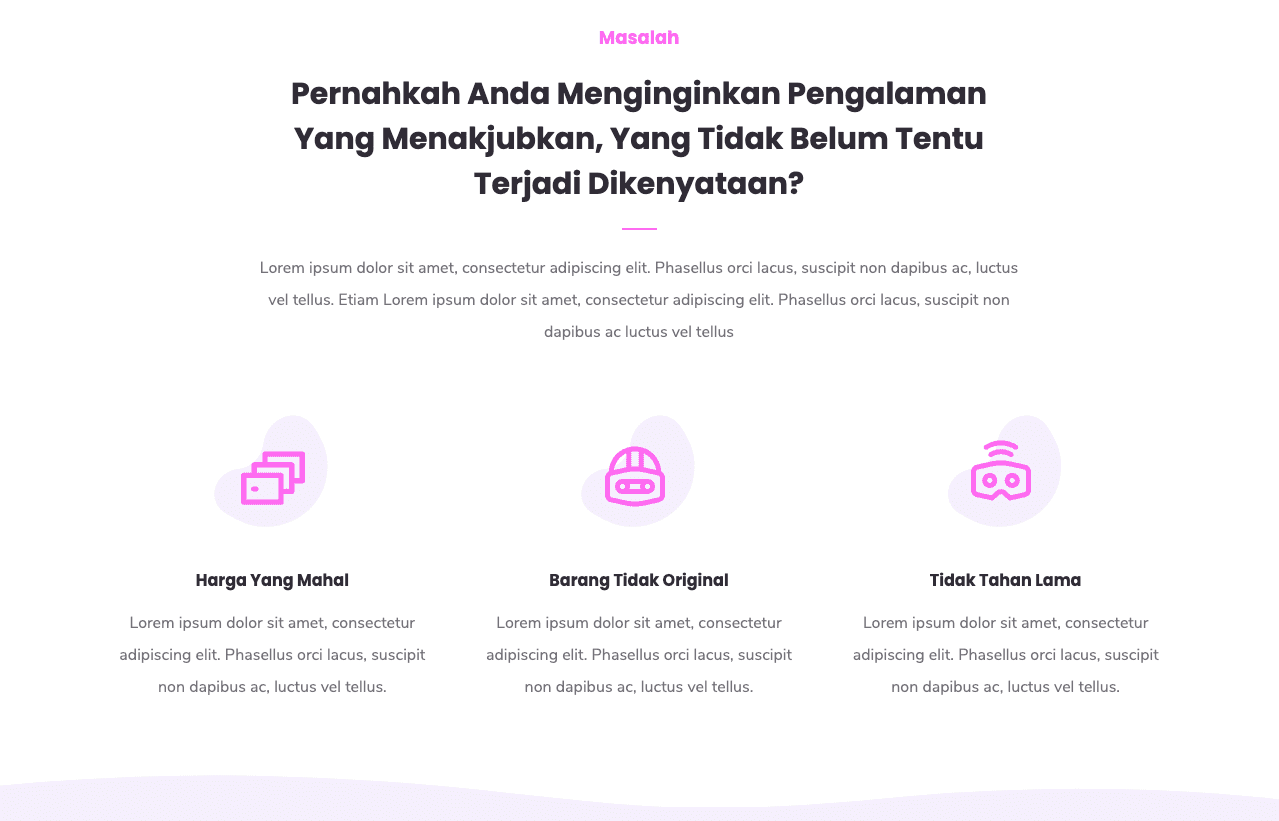 Masalah
Pernahkah Anda Menginginkan Pengalaman
Yang Menakjubkan, Yang Tidak Belum Tentu
Terjadi Dikenyataan?
Lorem ipsum dolor sit amet, consectetur adipiscing elit. Phasellus orci lacus, suscipit non dapibus ac, luctus
vel tellus. Etiam Lorem ipsum dolor sit amet, consectetur adipiscing elit. Phasellus orci lacus, suscipit non
dapibus ac luctus vel tellus
Harga Yang Mahal
Lorem ipsum dolor sit amet, consectetur
adipiscing elit. Phasellus orci lacus, suscipit
non dapibus ac, luctus vel tellus.
Barang Tidak Original
Lorem ipsum dolor sit amet, consectetur
adipiscing elit. Phasellus orci lacus, suscipit
non dapibus ac, luctus vel tellus.
Tidak Tahan Lama
Lorem ipsum dolor sit amet, consectetur
adipiscing elit. Phasellus orci lacus, suscipit
non dapibus ac, luctus vel tellus.